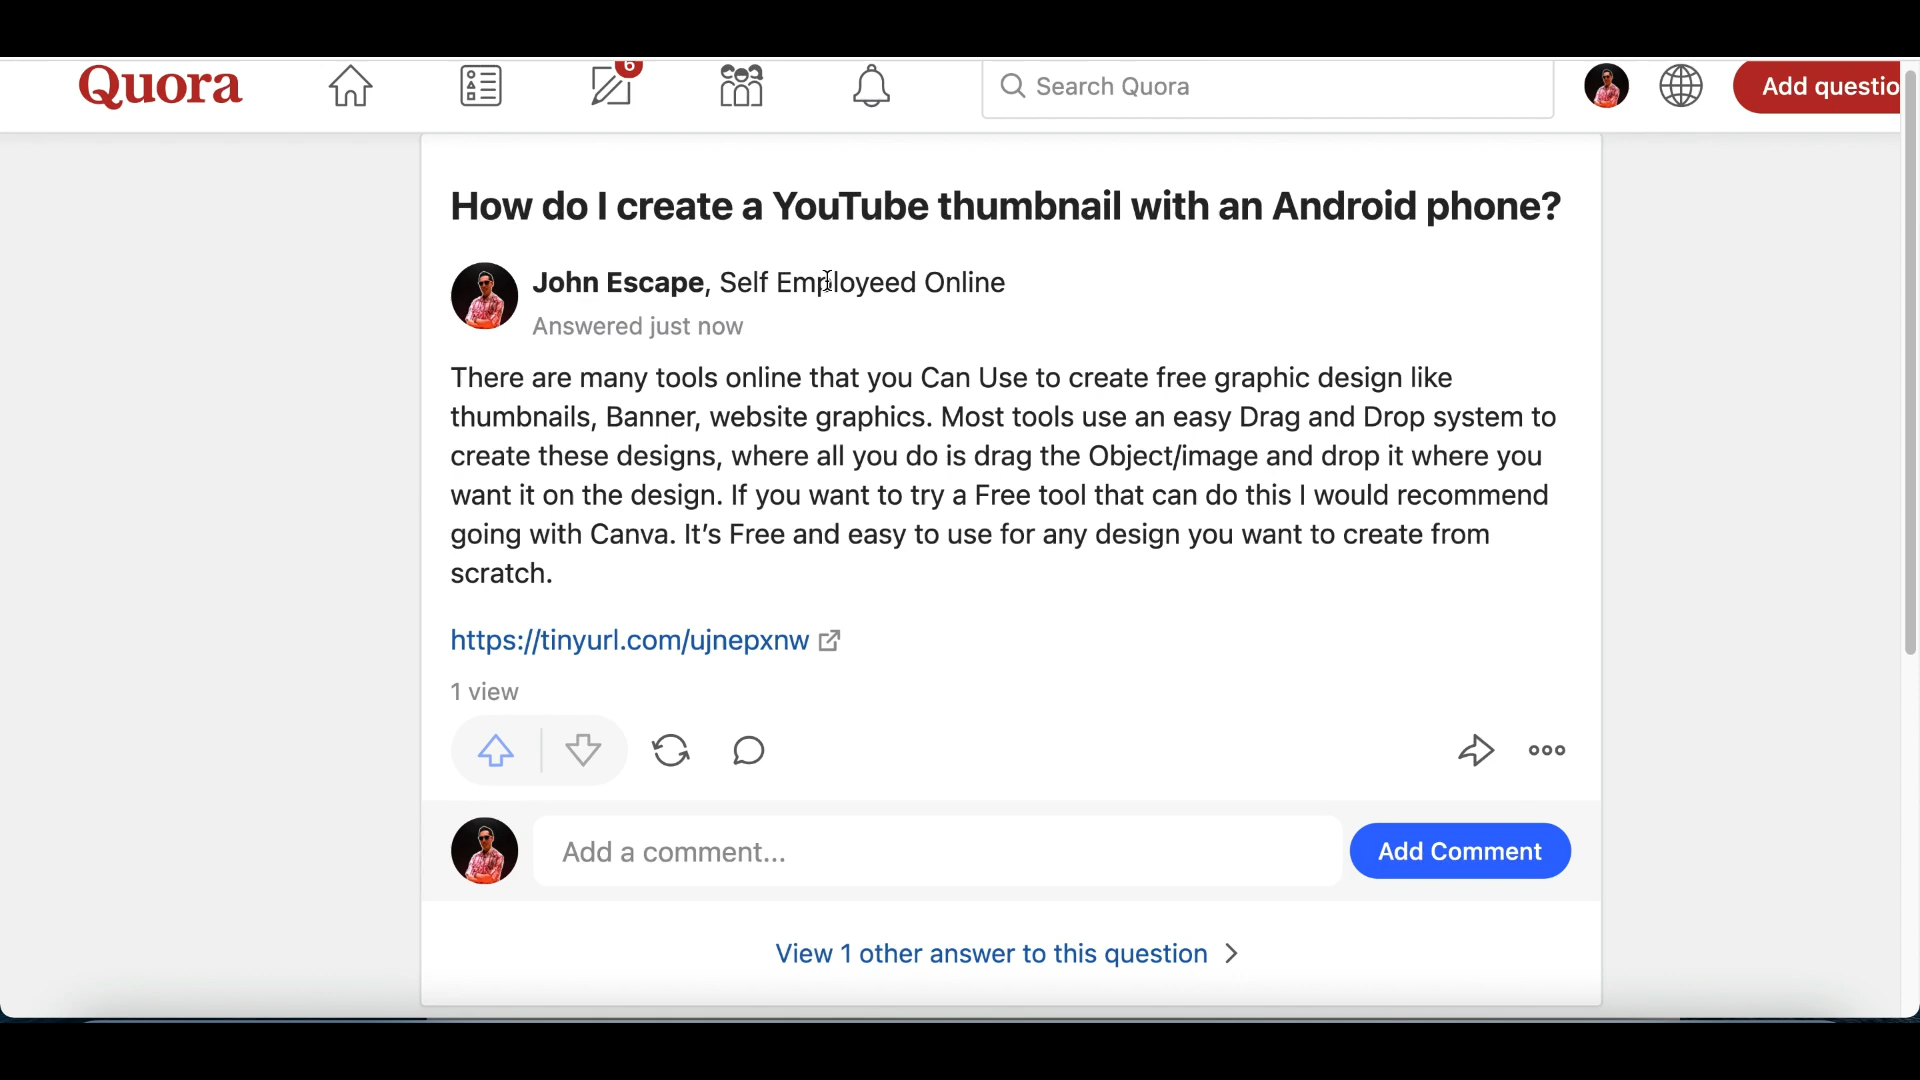 Quora
6
Search Quora
Add questio
How do I create a YouTube thumbnail with an Android phone?
John Escape, Self Employeed Online
Answered just now
There are many tools online that you Can Use to create free graphic design like
thumbnails, Banner, website graphics. Most tools use an easy Drag and Drop system to
create these designs, where all you do is drag the Object/image and drop it where you
want it on the design. If you want to try a Free tool that can do this I would recommend
going with Canva. It’s Free and easy to use for any design you want to create from
scratch.
https://tinyurl.com/ujnepxnw
1 view
Add a comment...
Add Comment
View 1 other answer to this question